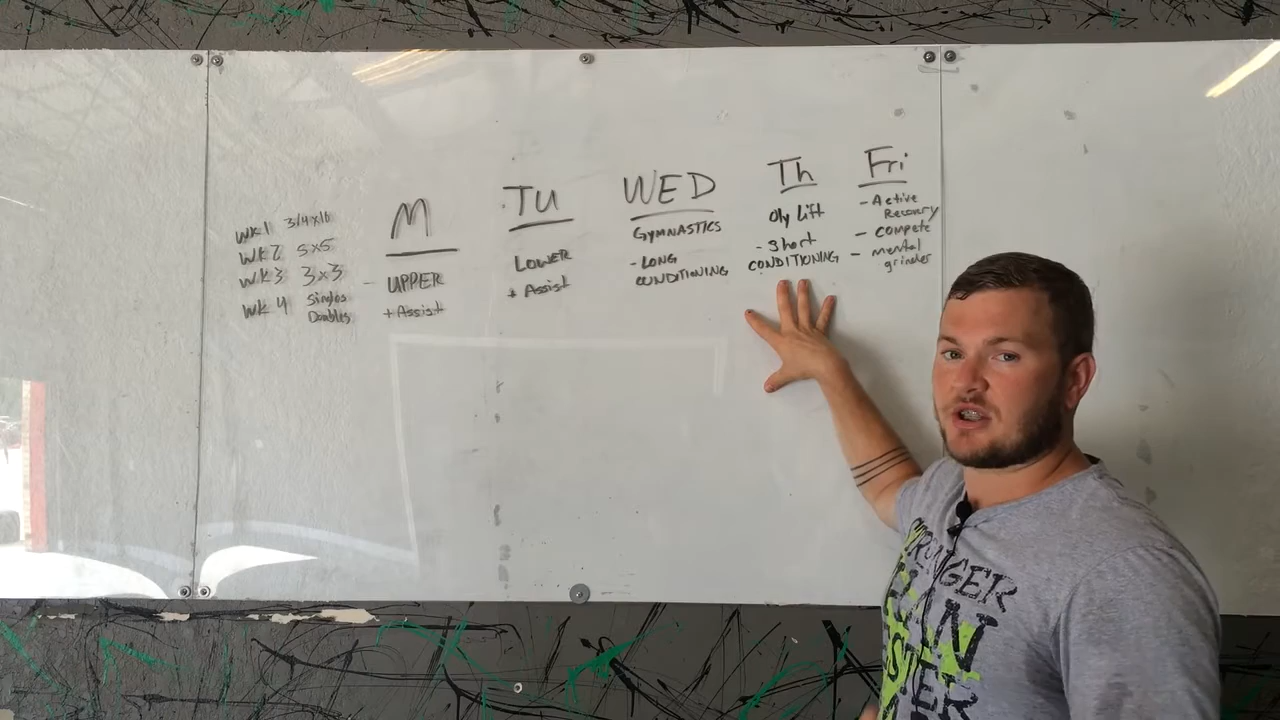 WK1 3/4x10
WK2 5x5
WK3 3x3
WK4 Singles
Doubles
M
UPPER
+ Assist
TU
LOWER
+ Assist
WED
GYMNASTICS
- LONG
CONDITIONING
Th
Oly Lift
- Short
CONDITIONING
Fri
- Active
Recovery
- Compete
- mental
grinder